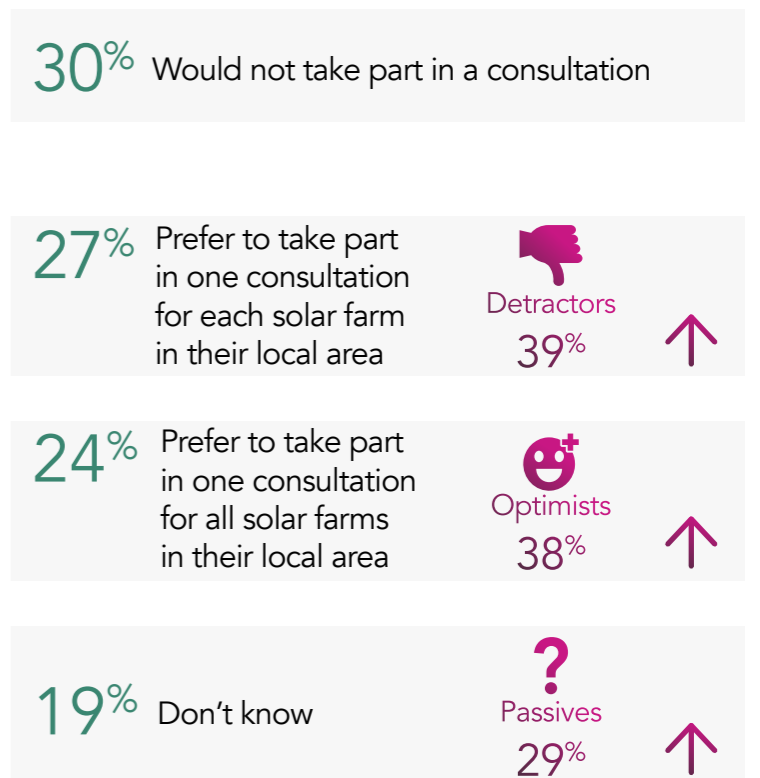 30% Would not take part in a consultation
27% Prefer to take part
in one consultation
for each solar farm
in their local area
Detractors
39%
24% Prefer to take part
in one consultation
for all solar farms
in their local area
Optimists
38%
19% Don't know
?
Passives
29%